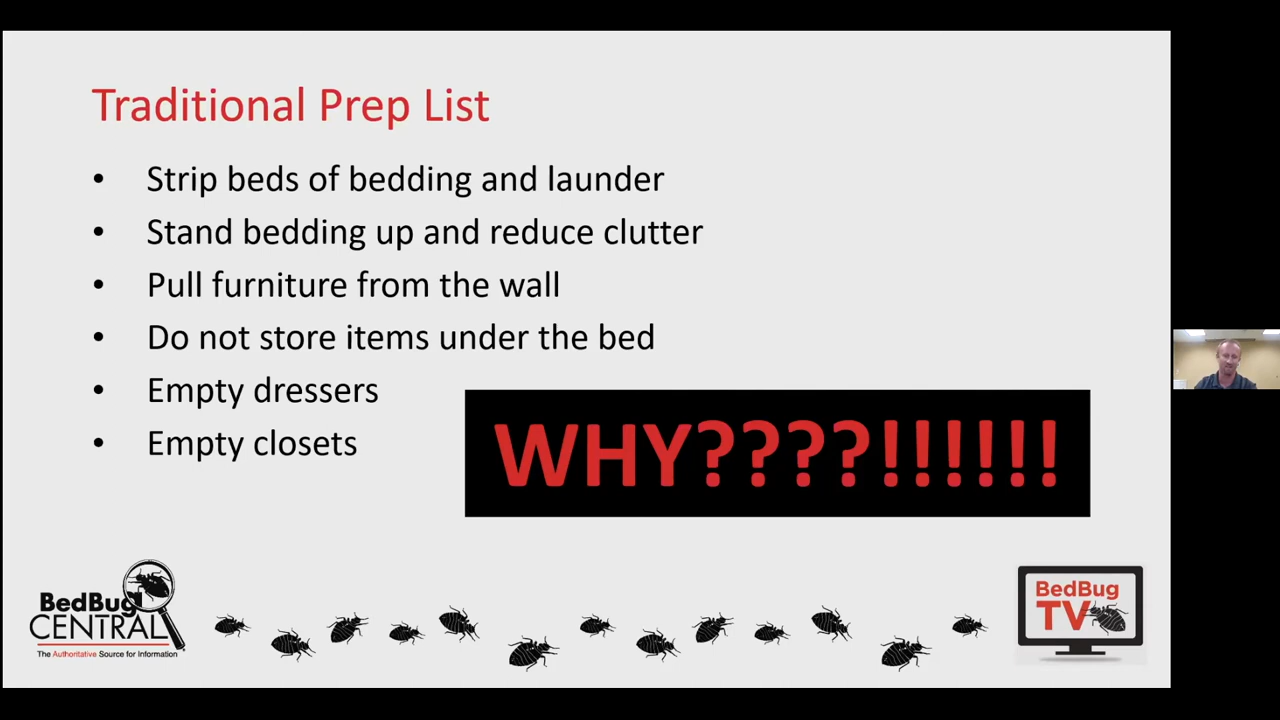 Traditional Prep List
• Strip beds of bedding and launder
• Stand bedding up and reduce clutter
• Pull furniture from the wall
• Do not store items under the bed
• Empty dressers
• Empty closets
WHY????!!!!!!
BedBug
CENTRAL
The Authoritative Source for Information
BedBug
TV